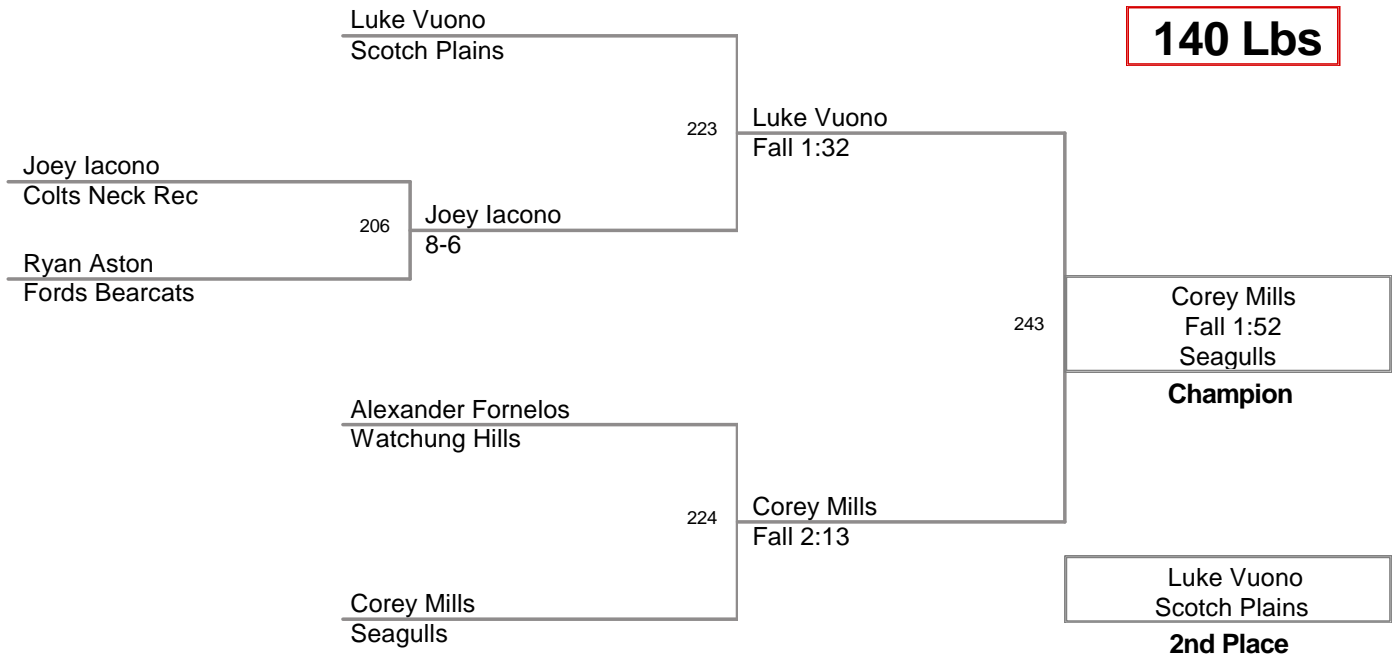 Luke Vuono
Scotch Plains
140 Lbs
223
Luke Vuono
Fall 1:32
Joey Iacono
Colts Neck Rec
206
Joey Iacono
8-6
Ryan Aston
Fords Bearcats
243
Corey Mills
Fall 1:52
Seagulls
Champion
Alexander Fornelos
Watchung Hills
224
Corey Mills
Fall 2:13
Corey Mills
Seagulls
Luke Vuono
Scotch Plains
2nd Place